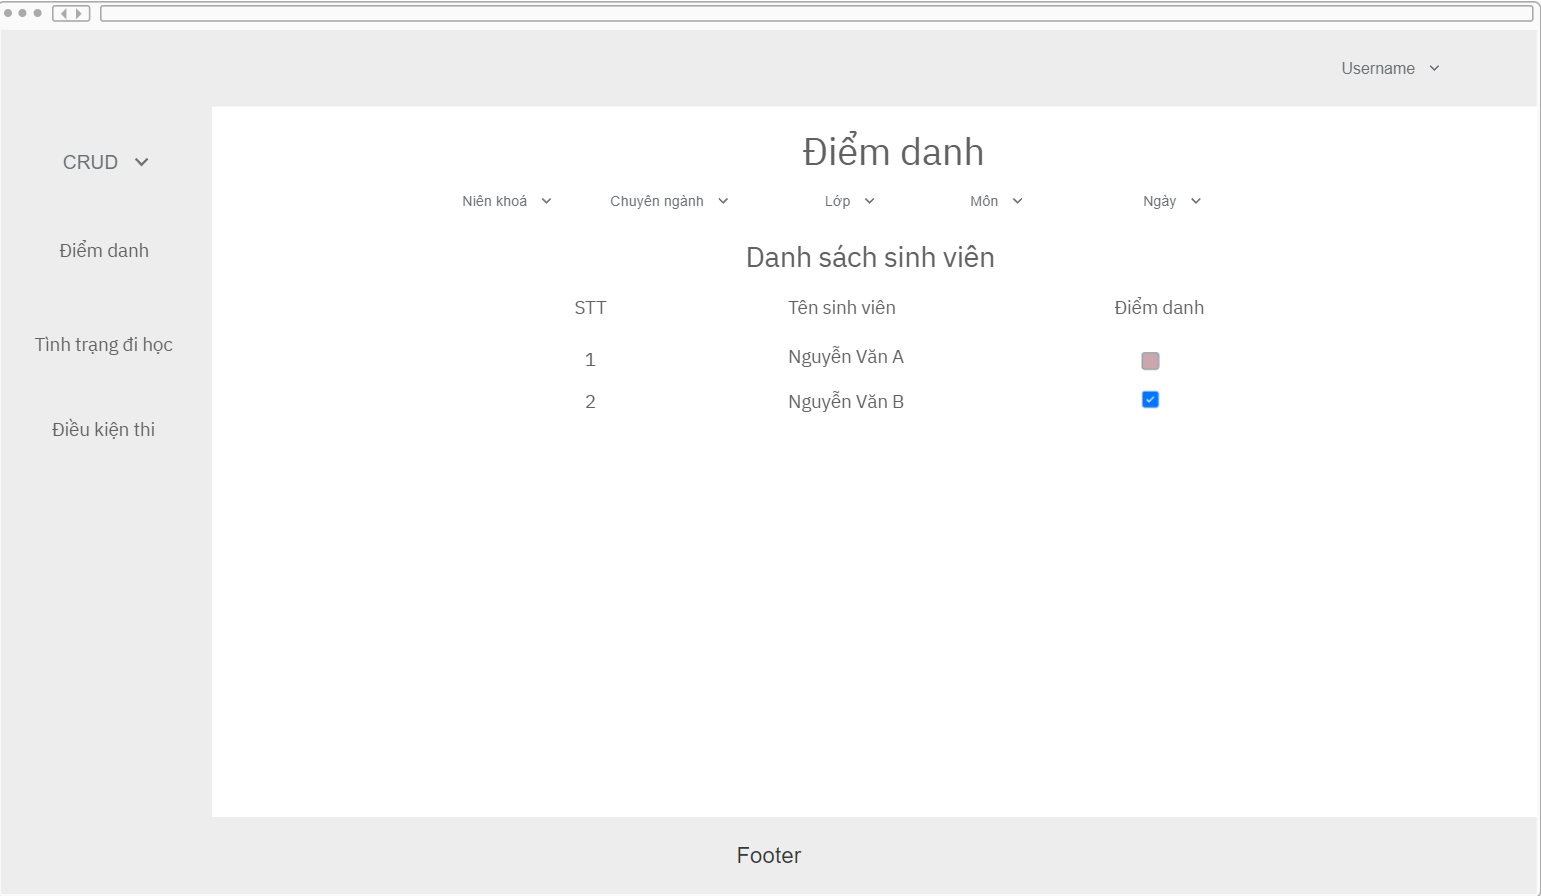 Username
CRUD
Điểm danh
Tình trạng đi học
Điều kiện thi
Điểm danh
Niên khoá Chuyên ngành Lớp Môn Ngày
Danh sách sinh viên
STT Tên sinh viên Điểm danh
1 Nguyễn Văn A
2 Nguyễn Văn B
Footer